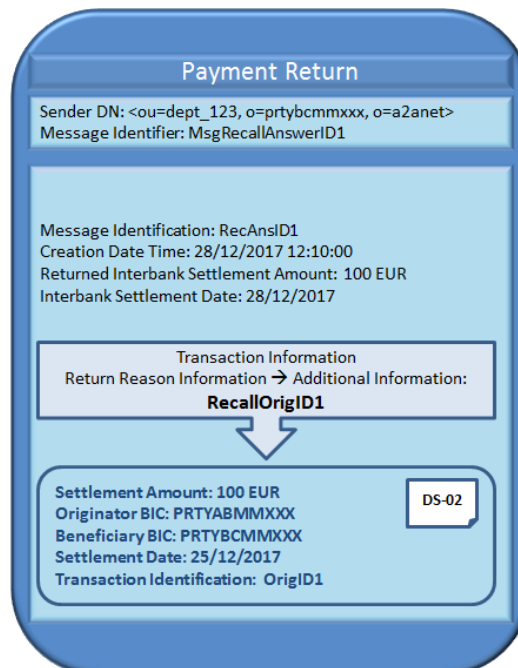 Payment Return
Sender DN: <ou=dept_123, o=prtybcmmxxx, o=a2anet>
Message Identifier: MsgRecallAnswerID1
Message Identification: RecAnsID1
Creation Date Time: 28/12/2017 12:10:00
Returned Interbank Settlement Amount: 100 EUR
Interbank Settlement Date: 28/12/2017
Transaction Information
Return Reason Information → Additional Information:
RecallOrigID1
Settlement Amount: 100 EUR
Originator BIC: PRTYABMMXXX
Beneficiary BIC: PRTYBCMMXXX
Settlement Date: 25/12/2017
Transaction Identification: OrigID1
DS-02